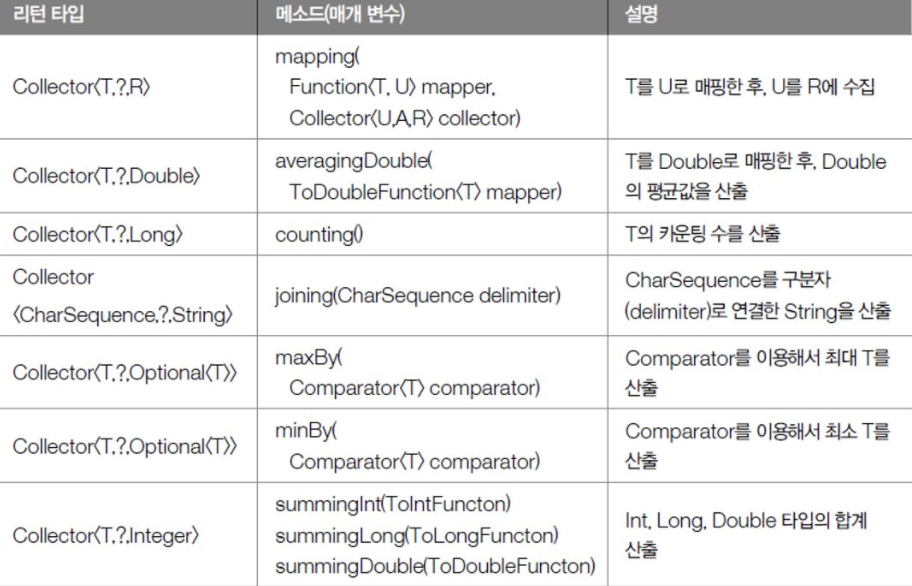 리턴 타입
메소드(매개 변수)
설명
Collector〈T,?,R〉
mapping(
Function〈T, U〉 mapper,
Collector〈U,A,R〉 collector)
T를 U로 매핑한 후, U를 R에 수집
Collector〈T,?,Double〉
averagingDouble(
ToDoubleFunction〈T〉 mapper)
T를 Double로 매핑한 후, Double
의 평균값을 산출
Collector〈T,?,Long〉
counting()
T의 카운팅 수를 산출
Collector
〈CharSequence,?,String〉
joining(CharSequence delimiter)
CharSequence를 구분자
(delimiter)로 연결한 String을 산출
Collector〈T,?,Optional〈T〉〉
maxBy(
Comparator〈T〉 comparator)
Comparator를 이용해서 최대 T를
산출
Collector〈T,?,Optional〈T〉〉
minBy(
Comparator〈T〉 comparator)
Comparator를 이용해서 최소 T를
산출
Collector〈T,?,Integer〉
summingInt(ToIntFuncton)
summingLong(ToLongFuncton)
summingDouble(ToDoubleFuncton)
Int, Long, Double 타입의 합계
산출